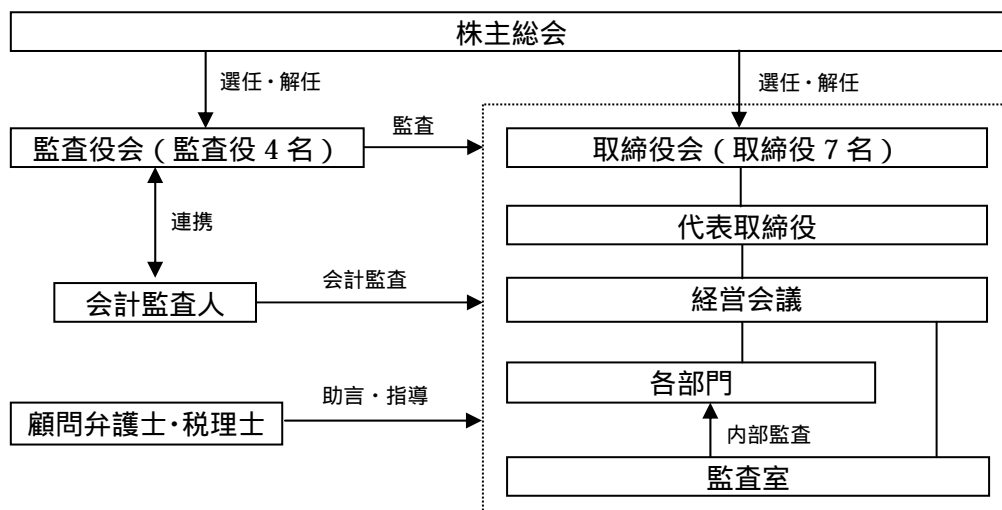 株主総会
選任・解任
選任・解任
監査役会（監査役４名）
監査
取締役会（取締役７名）
連携
代表取締役
会計監査人
会計監査
経営会議
各部門
助言・指導
顧問弁護士・税理士
内部監査
監査室